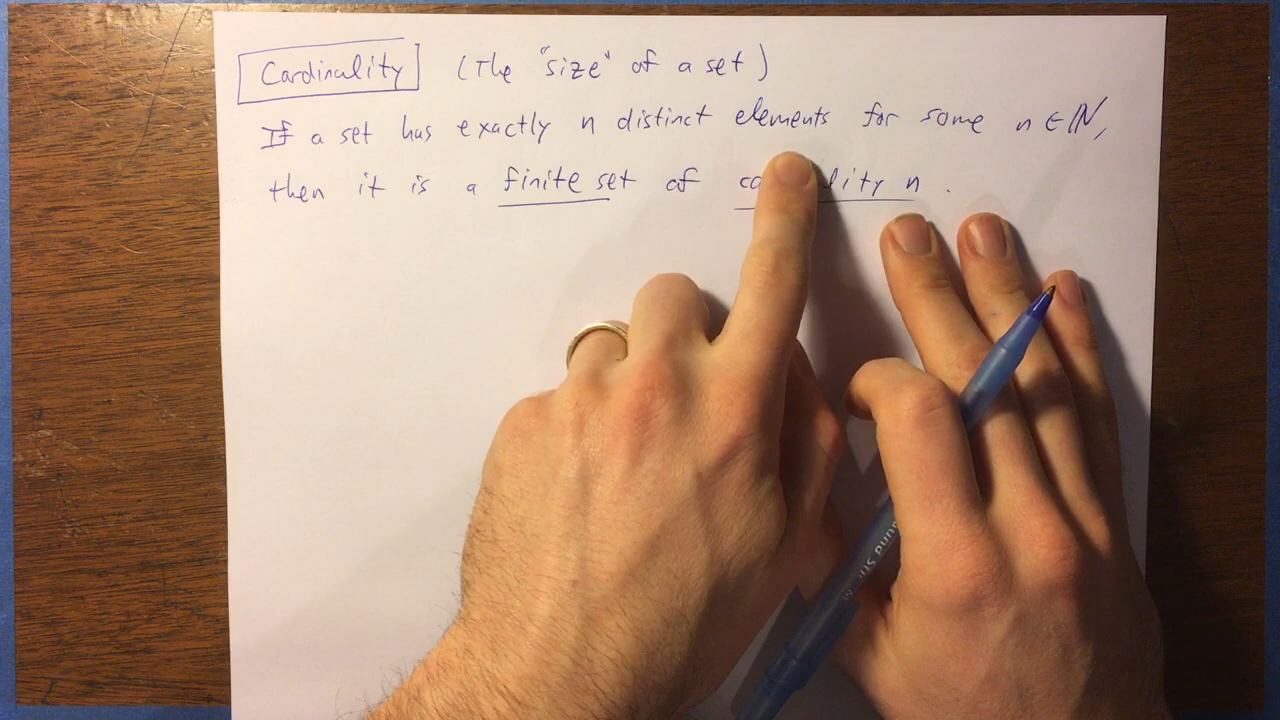 Cardinality (The "size" of a set)
If a set has exactly n distinct elements for some n ∈ ℕ,
then it is a finite set of n.